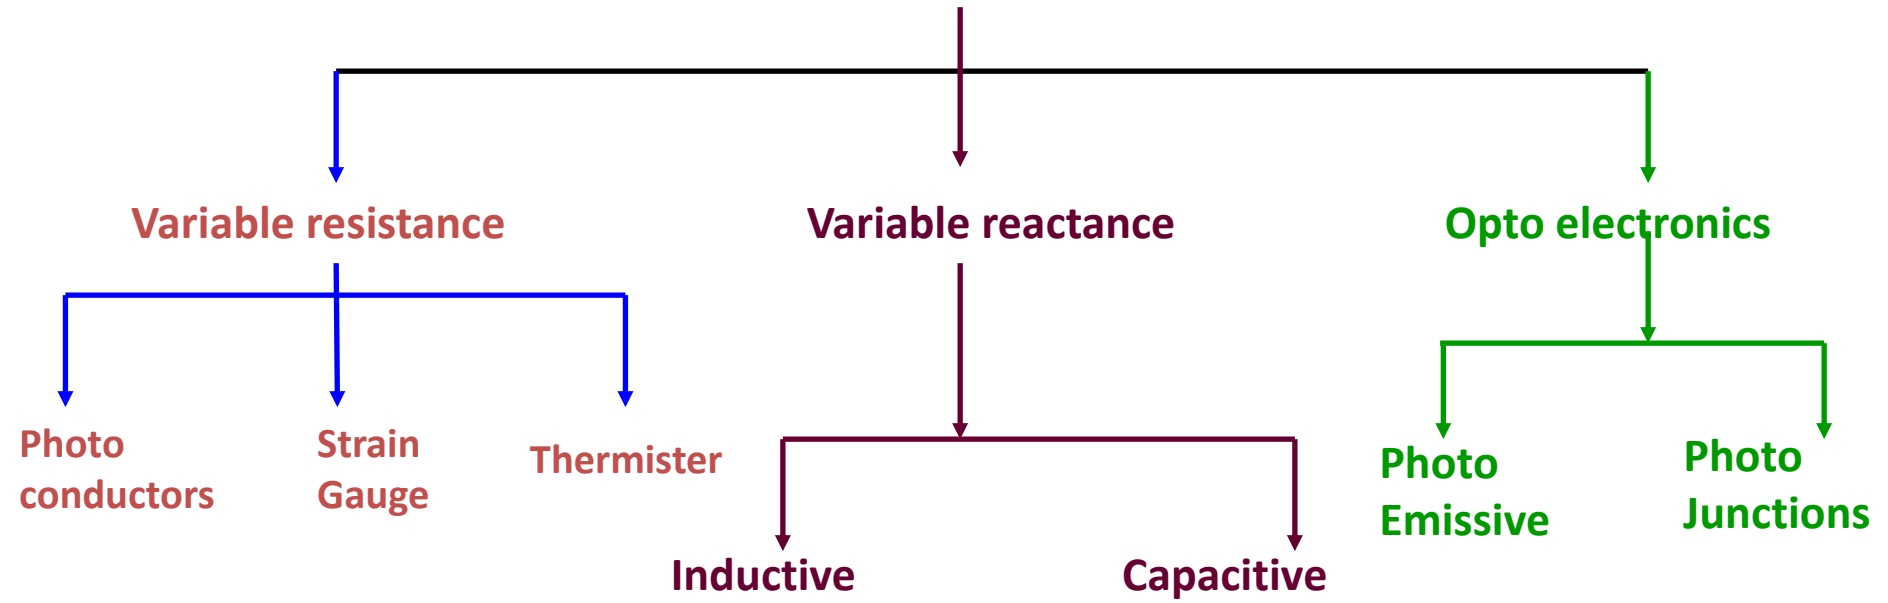 Variable resistance
Variable reactance
Opto electronics
Photo
conductors
Strain
Gauge
Thermister
Photo
Emissive
Photo
Junctions
Inductive
Capacitive